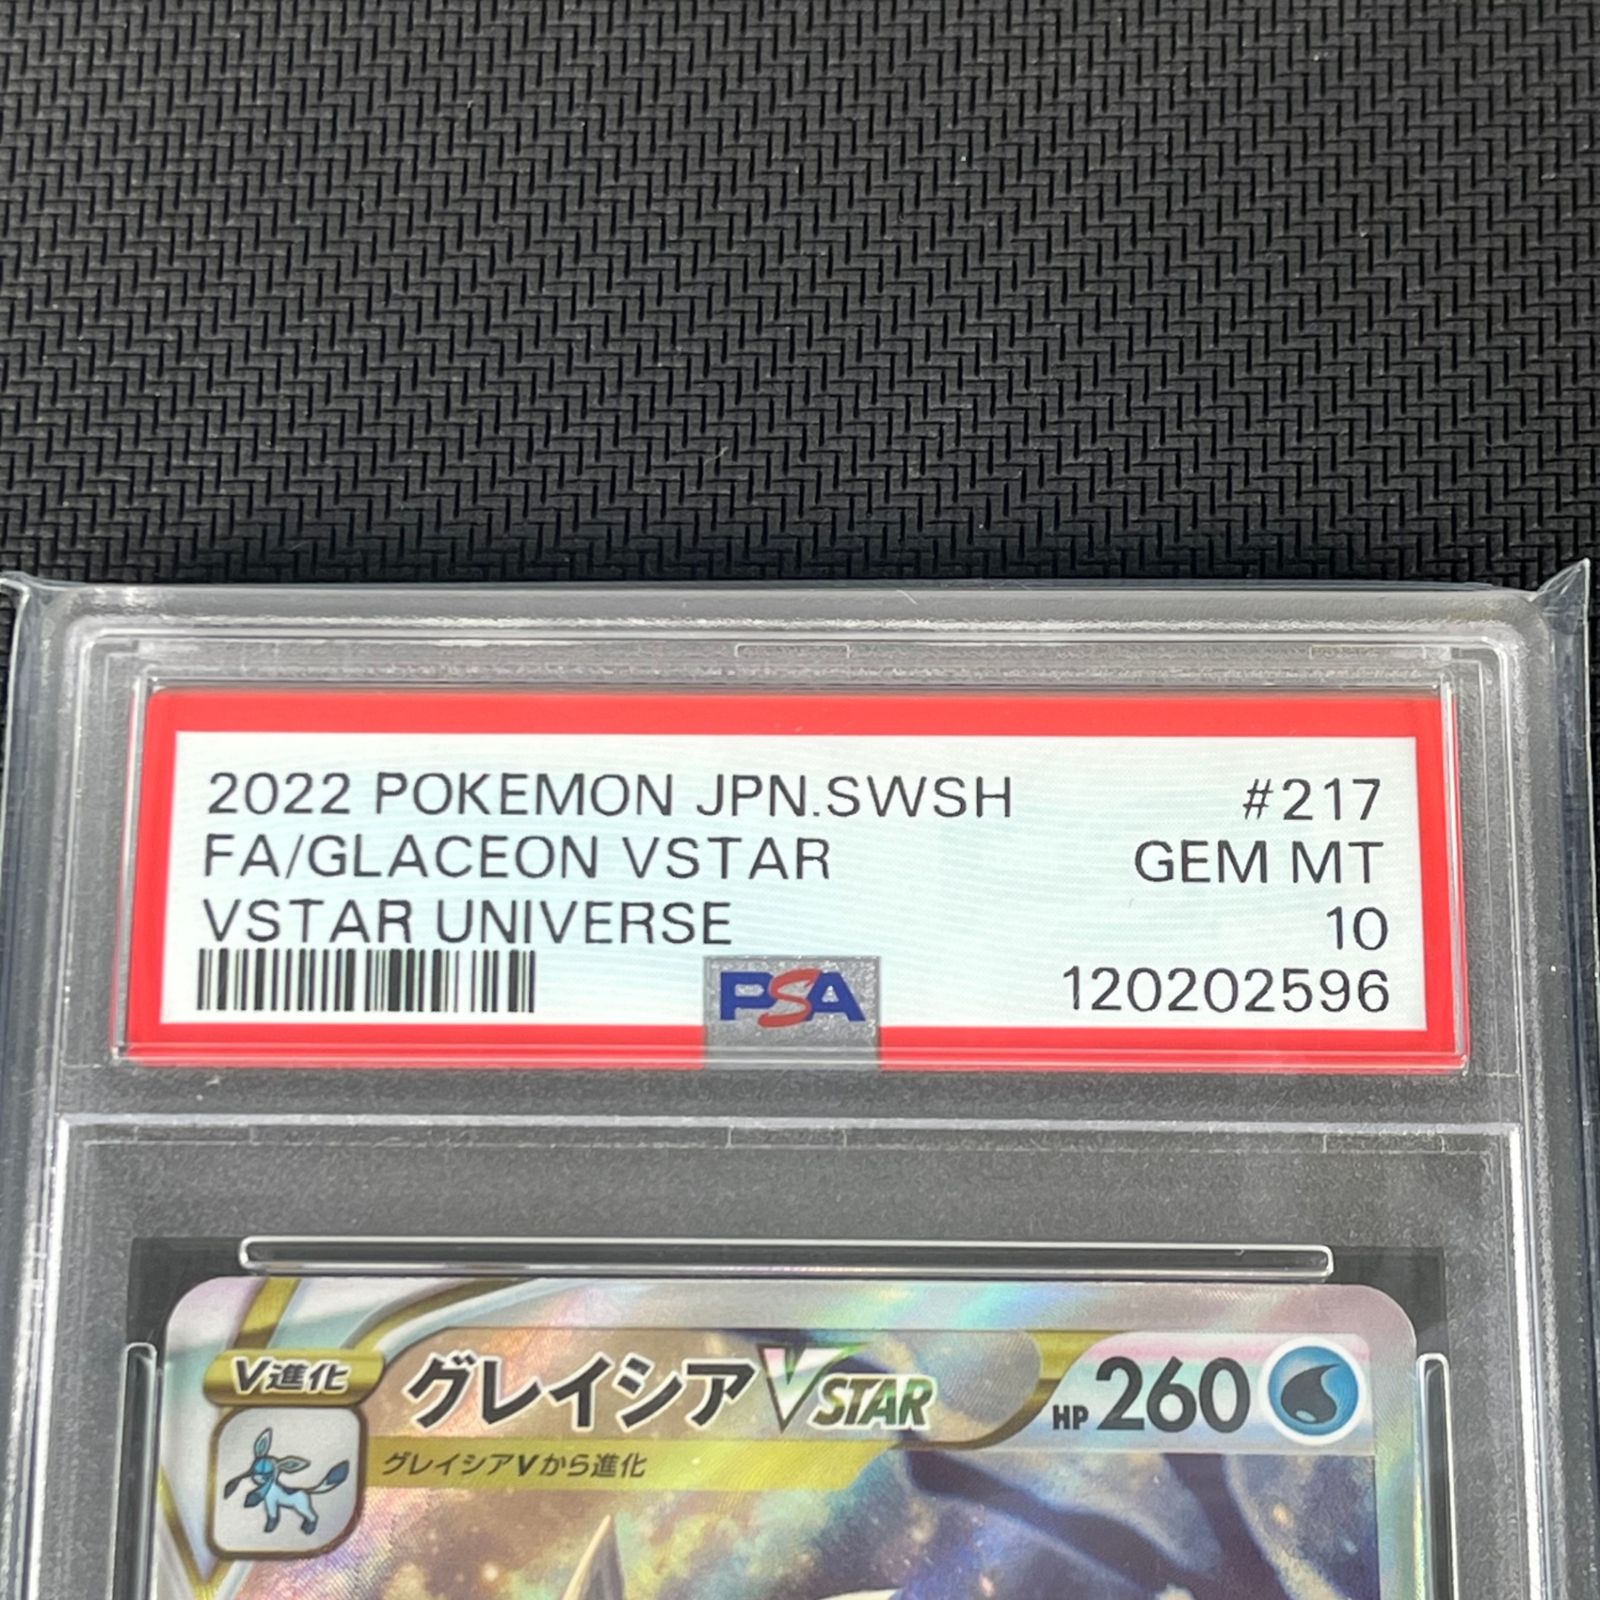 2022 POKEMON JPN.SWSH #217
FA/GLACEON VSTAR GEM MT
VSTAR UNIVERSE 10
PSA 120202596
V進化 グレイシアVSTAR HP 260
グレイシアVから進化